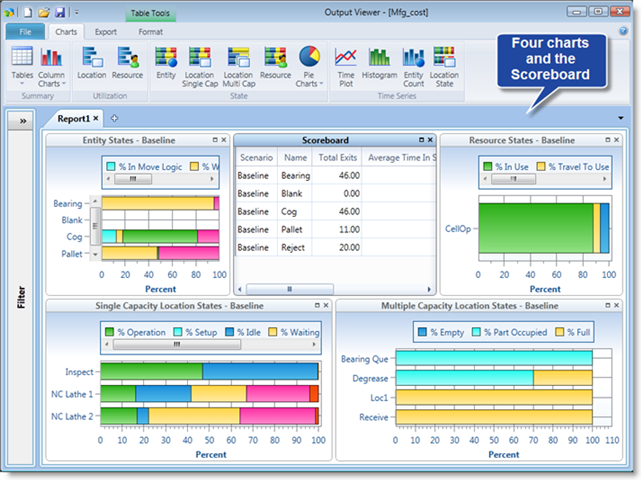 Table Tools
Output Viewer - [Mfg_cost]
File
Charts
Export
Format
Four charts
and the
Scoreboard
Tables
Column
Charts
Location
Resource
Entity
Location
Single Cap
Location
Multi Cap
Resource
Pie
Charts
Time
Plot
Histogram
Entity
Count
Location
State
Summary
Utilization
State
Time Series
»
Report1 ×
Filter
Entity States - Baseline
% In Move Logic
% W
Bearing
Blank
Cog
Pallet
0 20 40 60 80 100
Percent
Scoreboard
Scenario Name Total Exits Average Time In S
Baseline Bearing 46.00
Baseline Blank 0.00
Baseline Cog 46.00
Baseline Pallet 11.00
Baseline Reject 20.00
Resource States - Baseline
% In Use
% Travel To Use
CellOp
0 20 40 60 80 100
Percent
Single Capacity Location States - Baseline
% Operation % Setup % Idle % Waiting
Inspect
NC Lathe 1
NC Lathe 2
0 10 20 30 40 50 60 70 80 90 100
Percent
Multiple Capacity Location States - Baseline
% Empty % Part Occupied % Full
Bearing Que
Degrease
Loc1
Receive
0 10 20 30 40 50 60 70 80 90 100 110
Percent